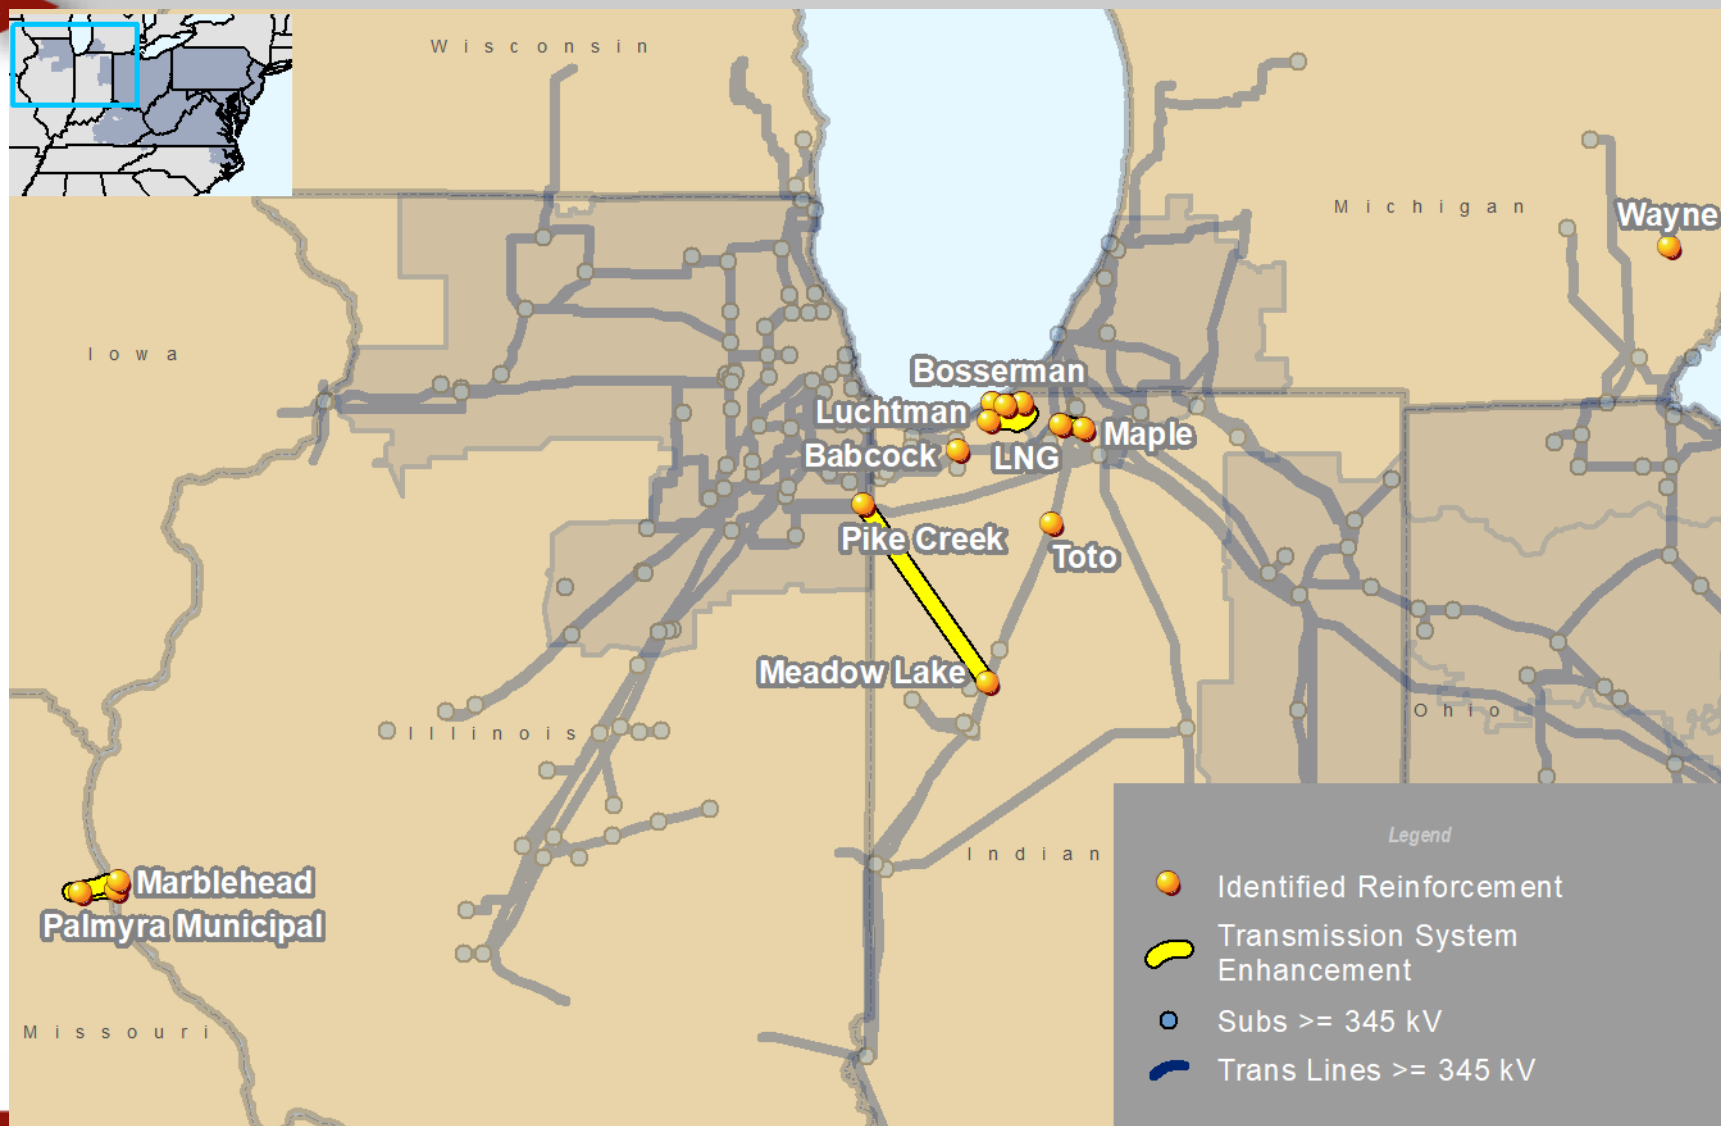 Wisconsin
Michigan
Wayne
Iowa
Bosserman
Luchtman
Maple
Babcock
LNG
Pike Creek
Toto
Meadow Lake
Illinois
Ohio
Indian
Marblehead
Palmyra Municipal
Missouri
Legend
Identified Reinforcement
Transmission System
Enhancement
Subs >= 345 kV
Trans Lines >= 345 kV